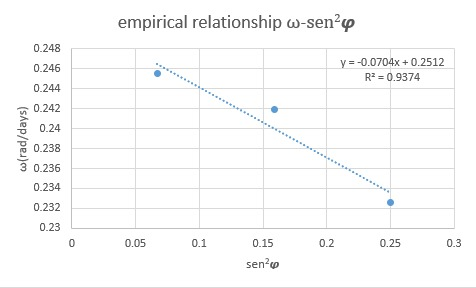 empirical relationship ω-sen²φ
y = -0.0704x + 0.2512
R² = 0.9374
0.248
0.246
0.244
0.242
0.24
0.238
0.236
0.234
0.232
0.23
ω(rad/days)
0 0.05 0.1 0.15 0.2 0.25 0.3
sen²φ